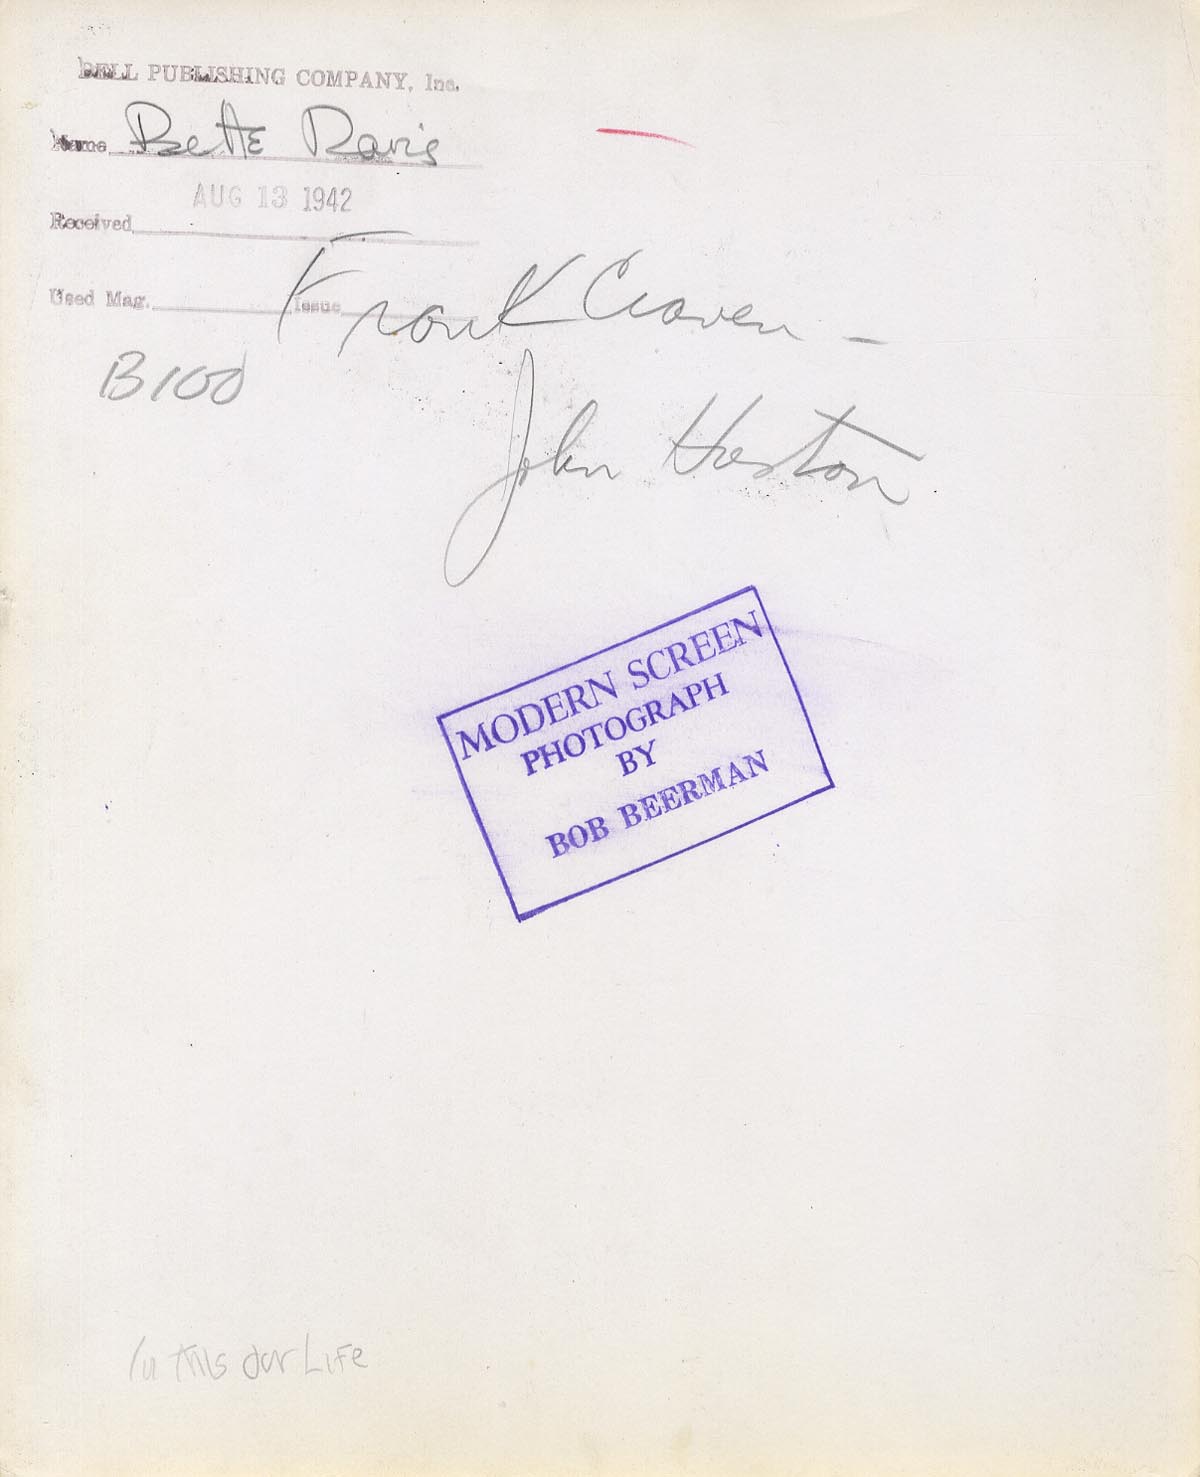 BELL PUBLISHING COMPANY, Inc.
Name Bette Davis
AUG 13 1942
Received
Used Mag. Issue
Frank Craven -
B100
John Huston
MODERN SCREEN
PHOTOGRAPH
BY
BOB BEERMAN
In this our Life